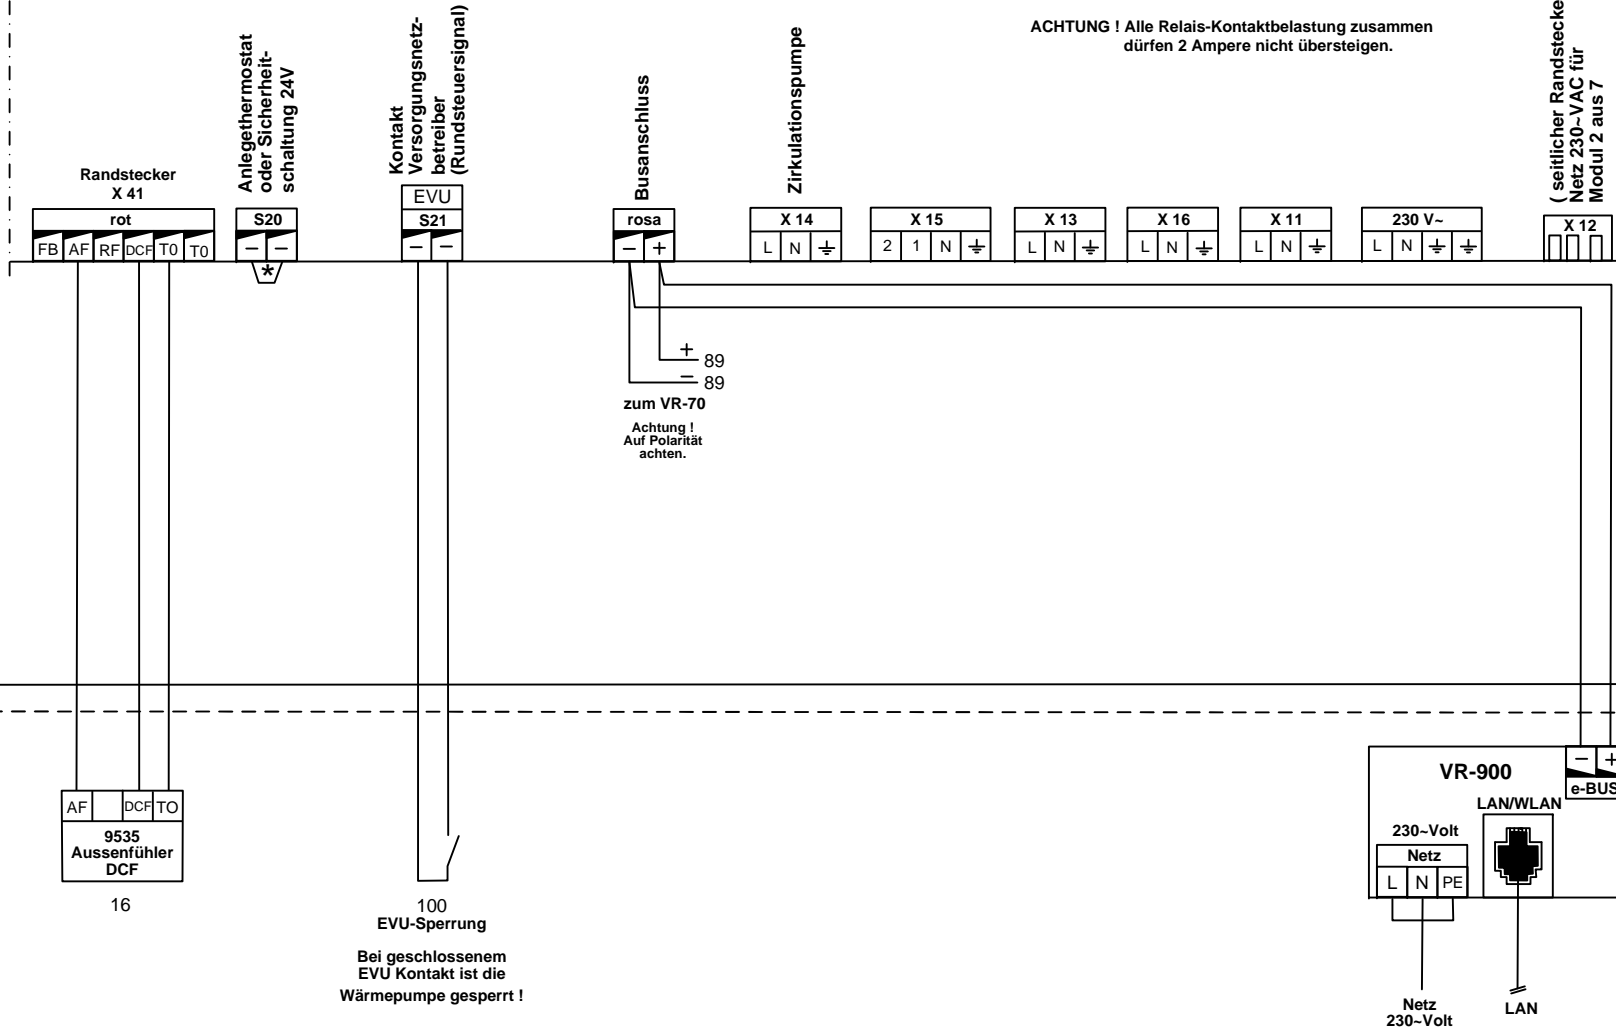 ACHTUNG ! Alle Relais-Kontaktbelastung zusammen
dürfen 2 Ampere nicht übersteigen.
Randstecker
X 41
rot
FB AF RF DCF T0 T0
Anlegethermostat
oder Sicherheit-
schaltung 24V
S20
– –
*
Kontakt
Versorgungsnetz-
betreiber
(Rundsteuersignal)
EVU
S21
– –
Busanschluss
rosa
– +
Zirkulationspumpe
X 14
L N
X 15
2 1 N
X 13
L N
X 16
L N
X 11
L N
230 V~
L N
( seitlicher Randstecke
Netz 230~VAC für
Modul 2 aus 7
X 12
+ 89
– 89
zum VR-70
Achtung !
Auf Polarität
achten.
AF DCF TO
9535
Aussenfühler
DCF
16
100
EVU-Sperrung
Bei geschlossenem
EVU Kontakt ist die
Wärmepumpe gesperrt !
VR-900
– +
e-BUS
LAN/WLAN
230~Volt
Netz
L N PE
Netz
230~Volt
LAN